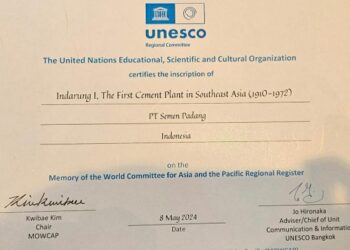 unesco
Regional Committee
The United Nations Educational, Scientific and Cultural Organization
certifies the inscription of
Indarung I, The First Cement Plant in Southeast Asia (1910-1972)
PT Semen Padang
Indonesia
on the
Memory of the World Committee for Asia and the Pacific Regional Register
Kwibae Kim
Chair
MOWCAP
8 May 2024
Date
Jo Hironaka
Adviser/Chief of Unit
Communication & Informati
UNESCO Bangkok